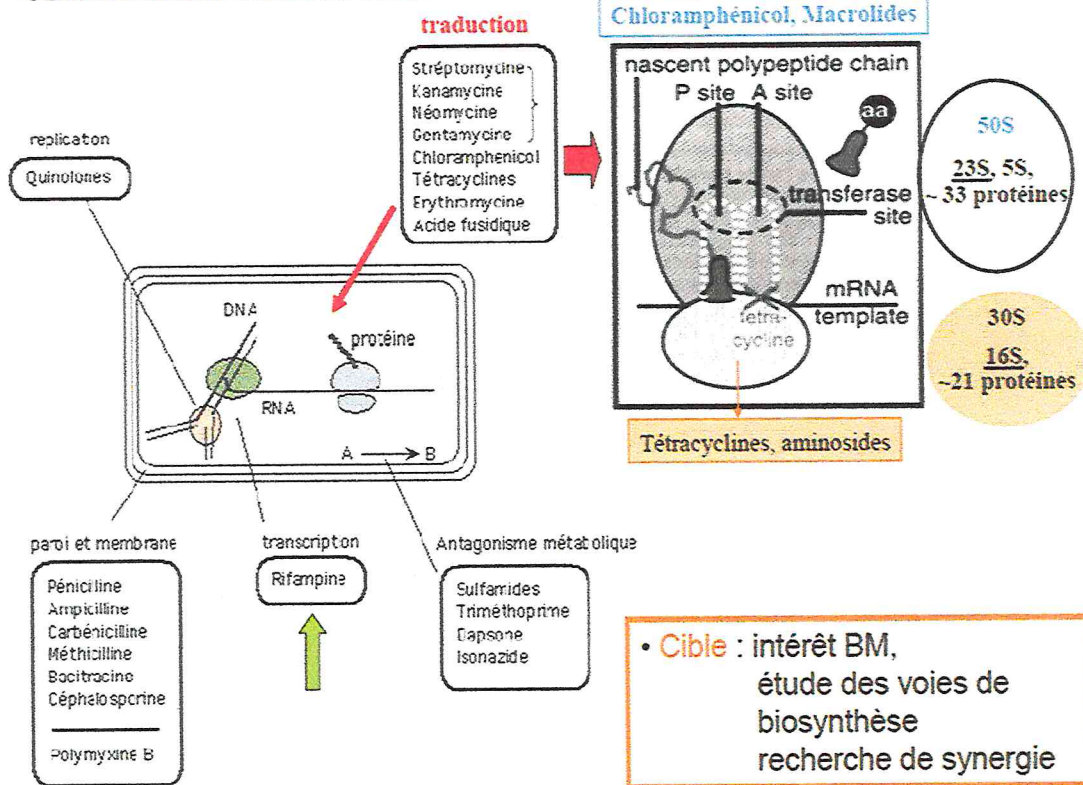 traduction
Stréptomycine
Kanamycine
Néomycine
Gentamycine
Chloramphenicol
Tétracyclines
Erythromycine
Acide fusidique
Chloramphénicol, Macrolides
nascent polypeptide chain
P site A site
aa
transferase
site
mRNA
template
tetra-
cycline
50S
23S, 5S,
~ 33 protéines
30S
16S,
~21 protéines
Tétracyclines, aminosides
replication
Quinolones
DNA
protéine
RNA
A B
paroi et membrane
Péniciline
Ampicilline
Carbénicilline
Méthicilline
Bacitracine
Céphalosporine
Polymyxine B
transcription
Rifampine
Antagonisme métabolique
Sulfamides
Triméthoprime
Dapsone
Isonazide
• Cible : intérêt BM,
étude des voies de
biosynthèse
recherche de synergie